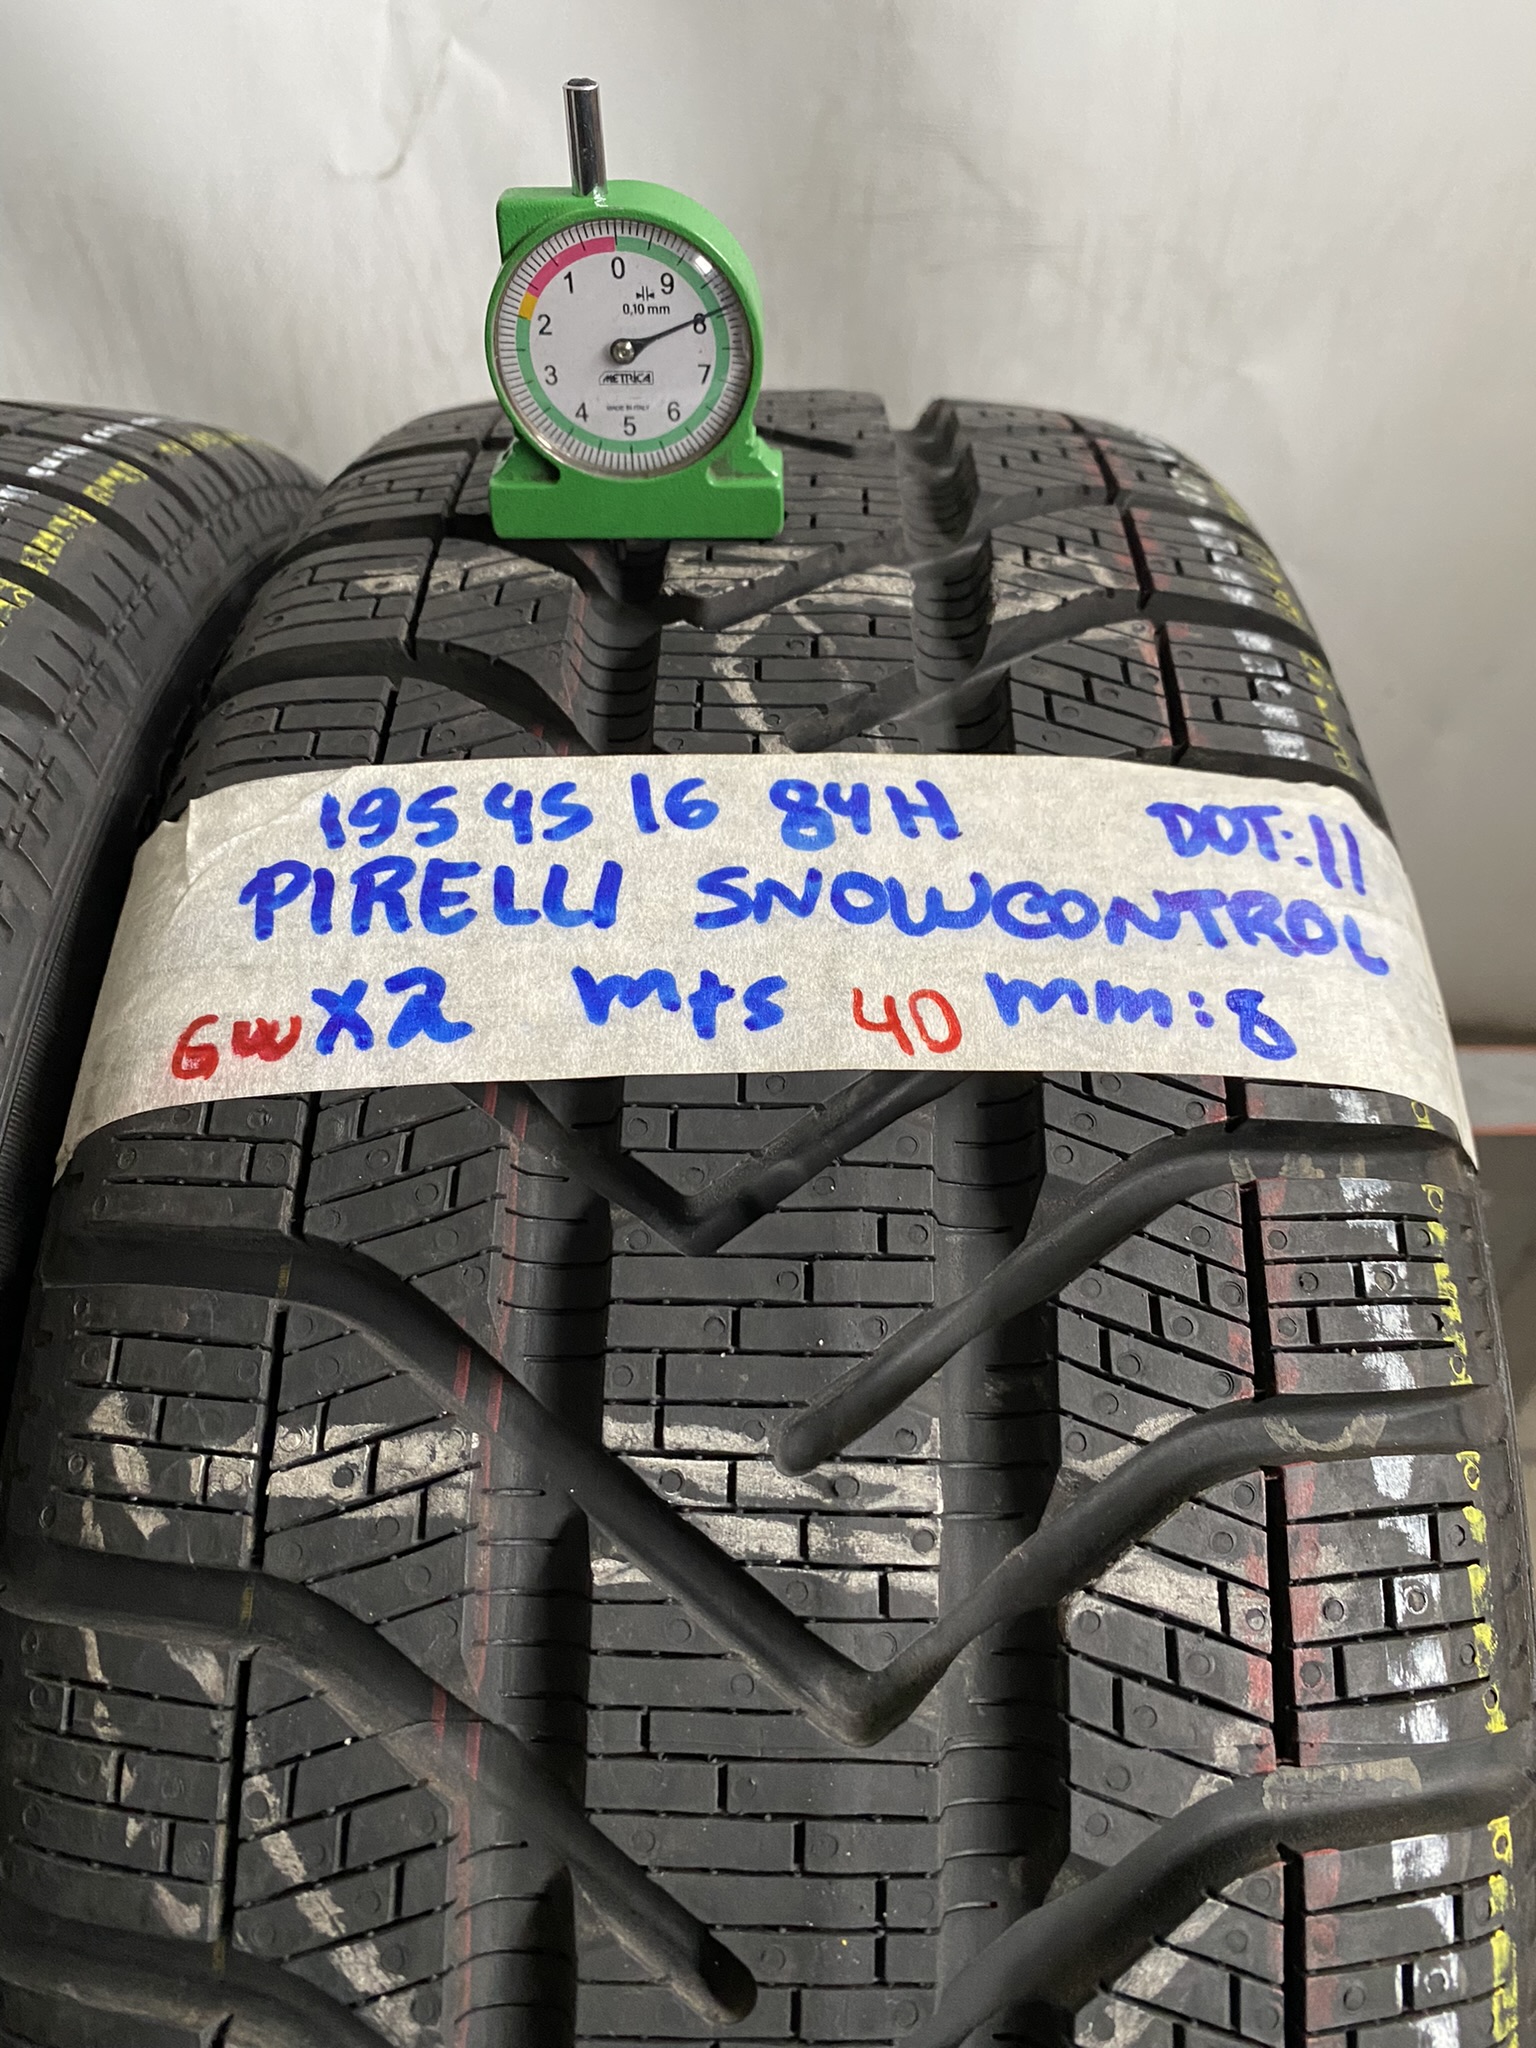 0
1 9
0,10 mm
2 8
3 7
METRICA
MADE IN ITALY
4 6
5
195 45 16 84H DOT:11
PIRELLI SNOWCONTROL
GW X2 mts 40 mm:8